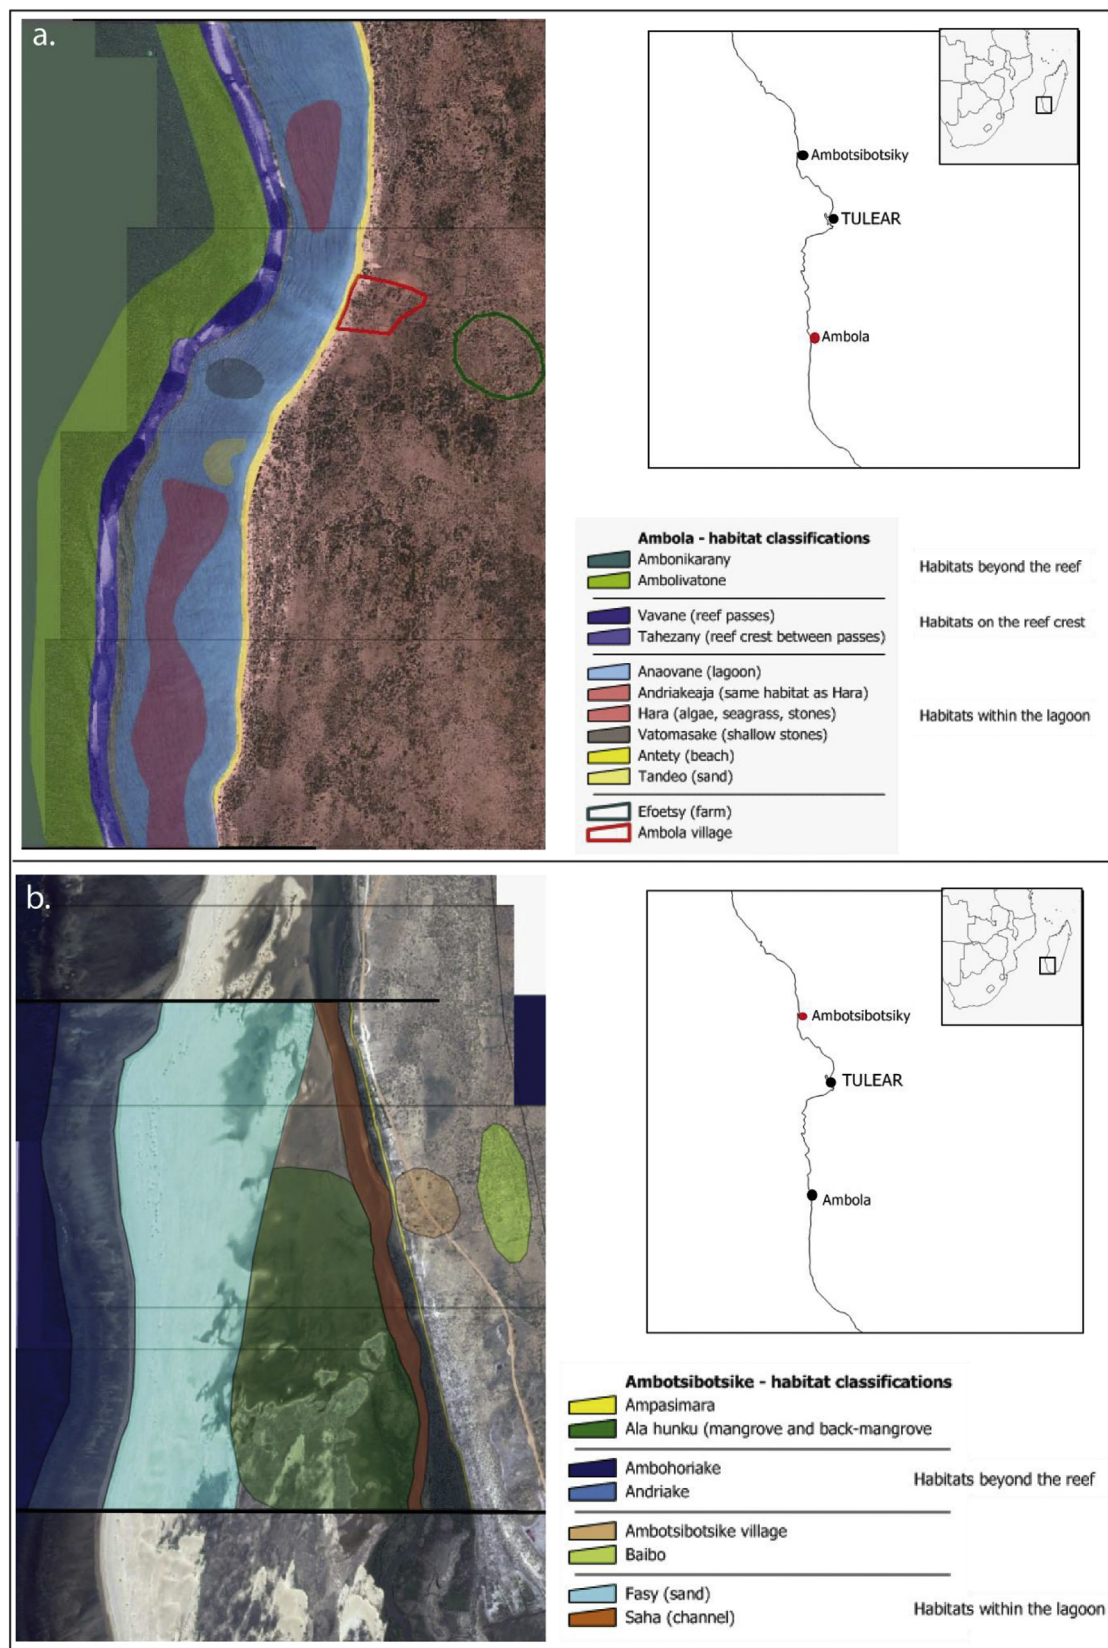 a.
Ambotsibotsiky
TULEAR
Ambola
Ambola - habitat classifications
Ambonikarany
Ambolivatone
Habitats beyond the reef
Vavane (reef passes)
Tahezany (reef crest between passes)
Habitats on the reef crest
Anaovane (lagoon)
Andriakeaja (same habitat as Hara)
Hara (algae, seagrass, stones)
Vatomasake (shallow stones)
Antety (beach)
Tandeo (sand)
Habitats within the lagoon
Efoetsy (farm)
Ambola village
b.
Ambotsibotsiky
TULEAR
Ambola
Ambotsibotsike - habitat classifications
Ampasimara
Ala hunku (mangrove and back-mangrove
Ambohoriake
Andriake
Habitats beyond the reef
Ambotsibotsike village
Baibo
Fasy (sand)
Saha (channel)
Habitats within the lagoon